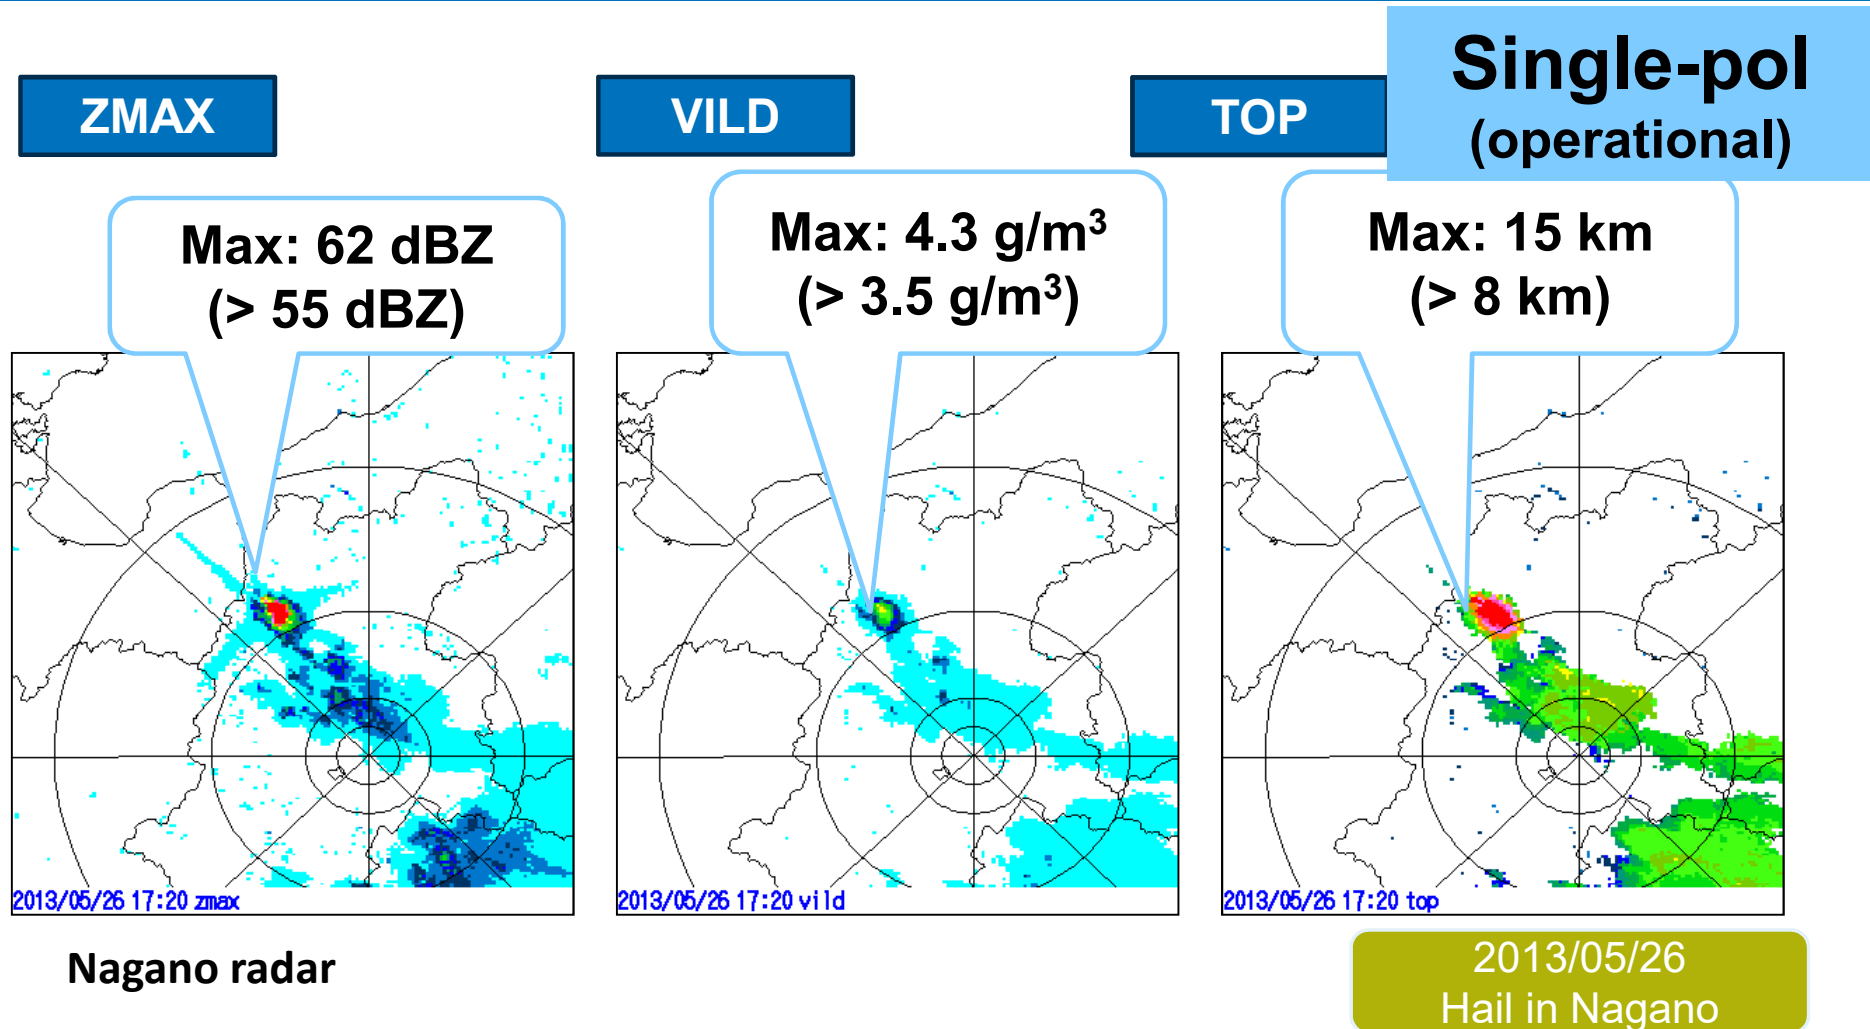 Single-pol
(operational)
ZMAX
VILD
TOP
Max: 62 dBZ
(> 55 dBZ)
Max: 4.3 g/m³
(> 3.5 g/m³)
Max: 15 km
(> 8 km)
2013/05/26 17:20 zmax
2013/05/26 17:20 vild
2013/05/26 17:20 top
Nagano radar
2013/05/26
Hail in Nagano